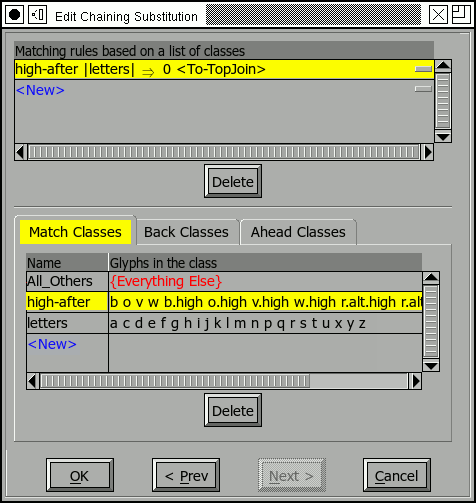 Edit Chaining Substitution
Matching rules based on a list of classes
high-after |letters| ⇒ 0 <To-TopJoin>
<New>
Delete
Match Classes Back Classes Ahead Classes
Name Glyphs in the class
All_Others {Everything Else}
high-after b o v w b.high o.high v.high w.high r.alt.high r.alt
letters a c d e f g h i j k l m n p q r s t u x y z
<New>
Delete
OK < Prev Next > Cancel